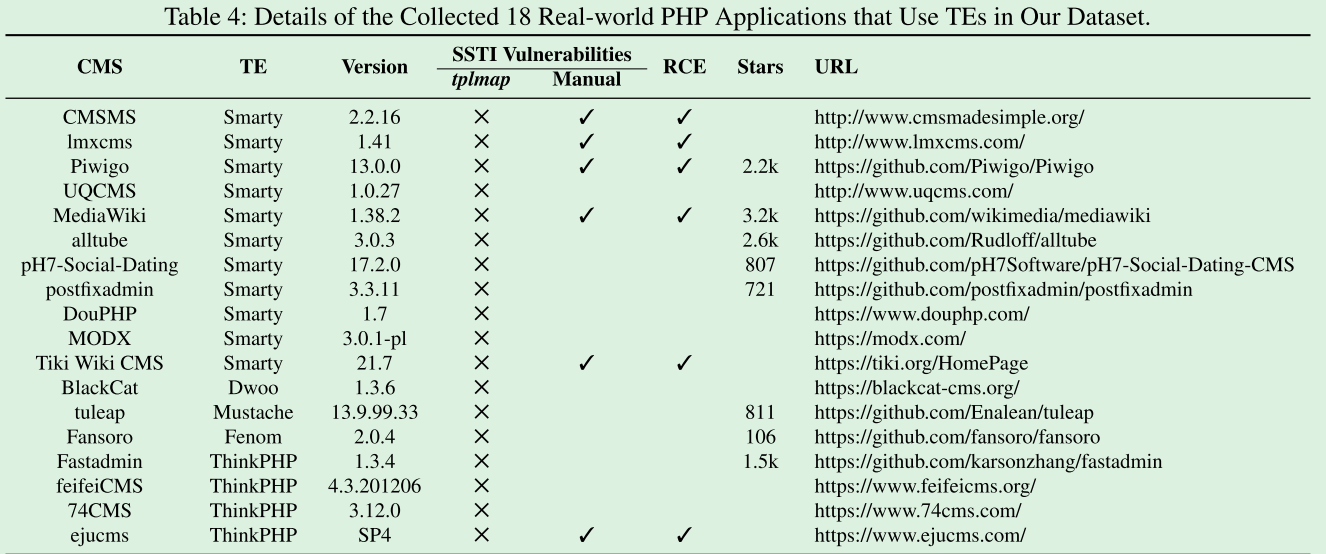 Table 4: Details of the Collected 18 Real-world PHP Applications that Use TEs in Our Dataset.
CMS TE Version SSTI Vulnerabilities RCE Stars URL
tplmap Manual
CMSMS Smarty 2.2.16 ✕ ✓ ✓ http://www.cmsmadesimple.org/
lmxcms Smarty 1.41 ✕ ✓ ✓ http://www.lmxcms.com/
Piwigo Smarty 13.0.0 ✕ ✓ ✓ 2.2k https://github.com/Piwigo/Piwigo
UQCMS Smarty 1.0.27 ✕ http://www.uqcms.com/
MediaWiki Smarty 1.38.2 ✕ ✓ ✓ 3.2k https://github.com/wikimedia/mediawiki
alltube Smarty 3.0.3 ✕ 2.6k https://github.com/Rudloff/alltube
pH7-Social-Dating Smarty 17.2.0 ✕ 807 https://github.com/pH7Software/pH7-Social-Dating-CMS
postfixadmin Smarty 3.3.11 ✕ 721 https://github.com/postfixadmin/postfixadmin
DouPHP Smarty 1.7 ✕ https://www.douphp.com/
MODX Smarty 3.0.1-pl ✕ https://modx.com/
Tiki Wiki CMS Smarty 21.7 ✕ ✓ ✓ https://tiki.org/HomePage
BlackCat Dwoo 1.3.6 ✕ https://blackcat-cms.org/
tuleap Mustache 13.9.99.33 ✕ 811 https://github.com/Enalean/tuleap
Fansoro Fenom 2.0.4 ✕ 106 https://github.com/fansoro/fansoro
Fastadmin ThinkPHP 1.3.4 ✕ 1.5k https://github.com/karsonzhang/fastadmin
feifeiCMS ThinkPHP 4.3.201206 ✕ https://www.feifeicms.org/
74CMS ThinkPHP 3.12.0 ✕ https://www.74cms.com/
ejucms ThinkPHP SP4 ✕ ✓ ✓ https://www.ejucms.com/